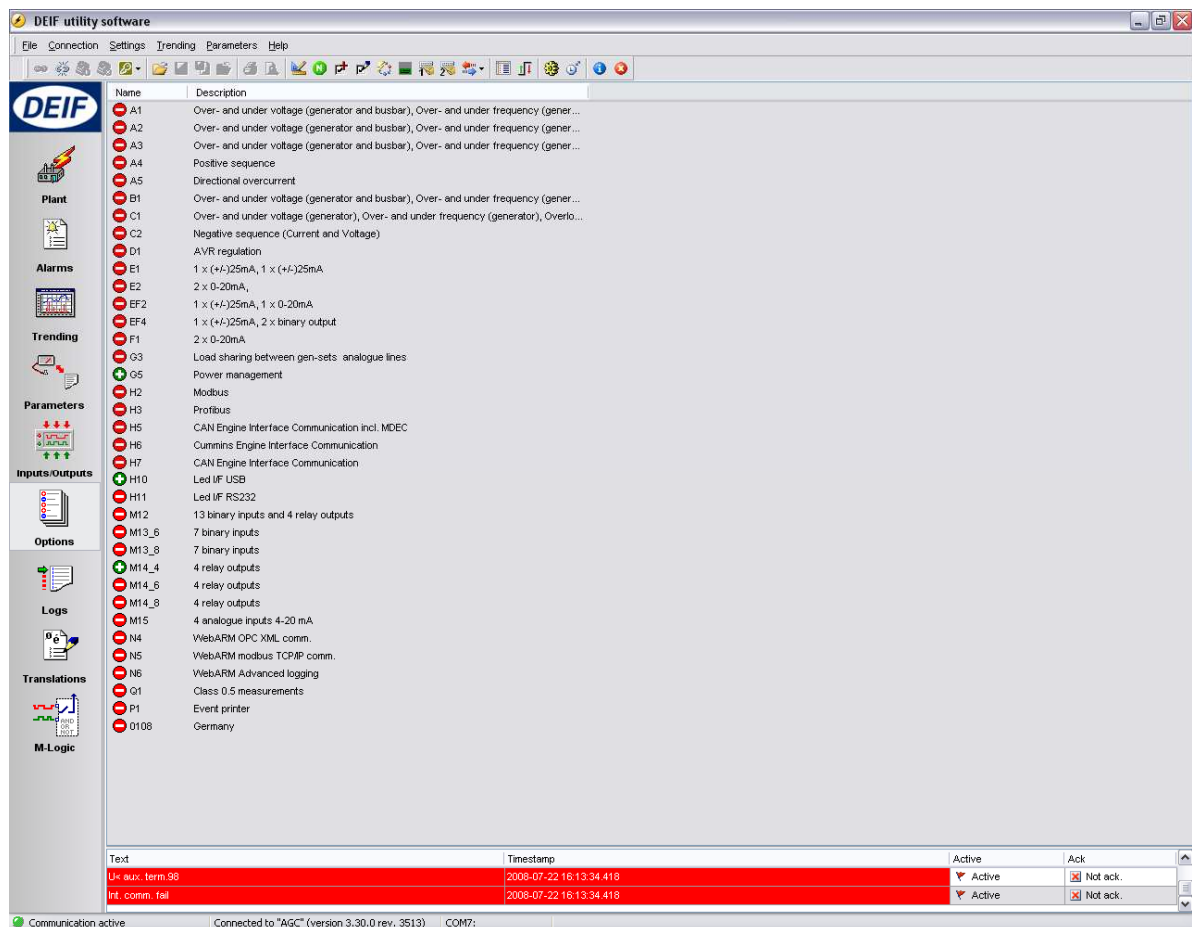 DEIF utility software
File Connection Settings Trending Parameters Help
DEIF
Plant
Alarms
Trending
Parameters
Inputs/Outputs
Options
Logs
Translations
M-Logic
Name Description
A1 Over- and under voltage (generator and busbar), Over- and under frequency (gener...
A2 Over- and under voltage (generator and busbar), Over- and under frequency (gener...
A3 Over- and under voltage (generator and busbar), Over- and under frequency (gener...
A4 Positive sequence
A5 Directional overcurrent
B1 Over- and under voltage (generator and busbar), Over- and under frequency (gener...
C1 Over- and under voltage (generator), Over- and under frequency (generator), Overlo...
C2 Negative sequence (Current and Voltage)
D1 AVR regulation
E1 1 x (+/-)25mA, 1 x (+/-)25mA
E2 2 x 0-20mA,
EF2 1 x (+/-)25mA, 1 x 0-20mA
EF4 1 x (+/-)25mA, 2 x binary output
F1 2 x 0-20mA
G3 Load sharing between gen-sets analogue lines
G5 Power management
H2 Modbus
H3 Profibus
H5 CAN Engine Interface Communication incl. MDEC
H6 Cummins Engine Interface Communication
H7 CAN Engine Interface Communication
H10 Led I/F USB
H11 Led I/F RS232
M12 13 binary inputs and 4 relay outputs
M13_6 7 binary inputs
M13_8 7 binary inputs
M14_4 4 relay outputs
M14_6 4 relay outputs
M14_8 4 relay outputs
M15 4 analogue inputs 4-20 mA
N4 WebARM OPC XML comm.
N5 WebARM modbus TCP/IP comm.
N6 WebARM Advanced logging
Q1 Class 0.5 measurements
P1 Event printer
0108 Germany
Text Timestamp Active Ack
U< aux. term.98 2008-07-22 16:13:34.418 Active Not ack.
Int. comm. fail 2008-07-22 16:13:34.418 Active Not ack.
Communication active Connected to "AGC" (version 3.30.0 rev. 3513) COM7: